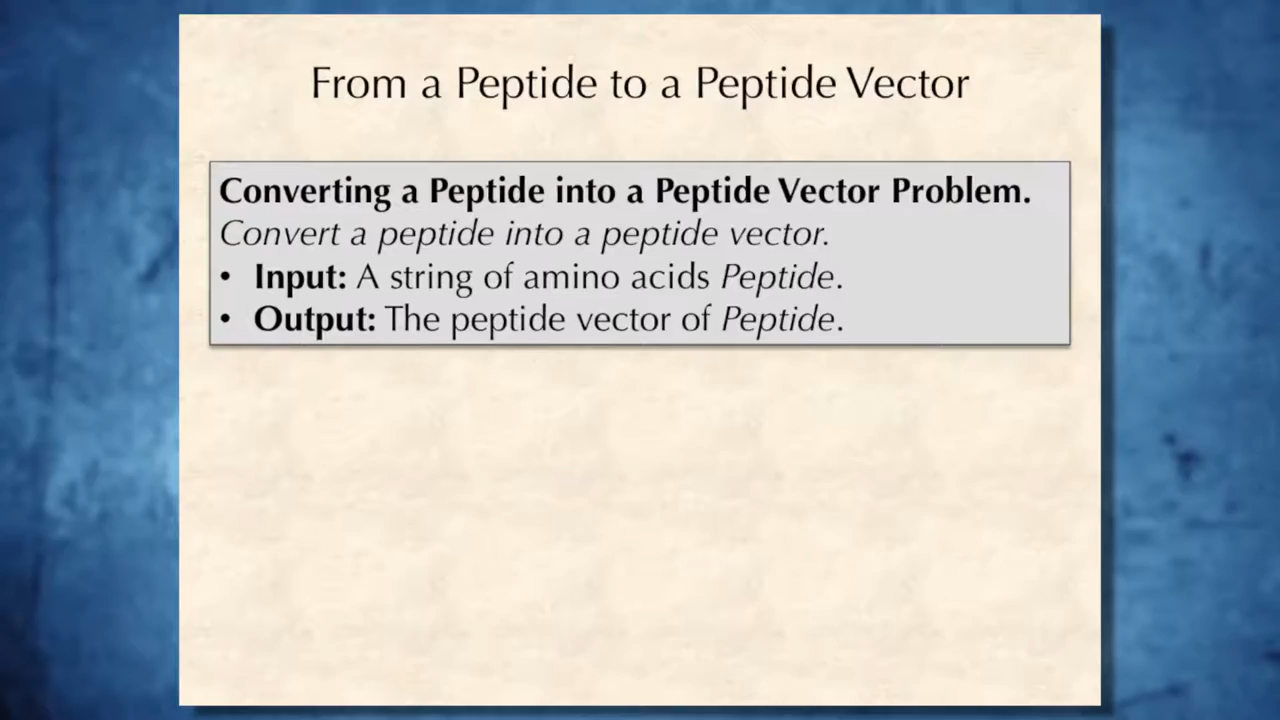 From a Peptide to a Peptide Vector
Converting a Peptide into a Peptide Vector Problem.
Convert a peptide into a peptide vector.
• Input: A string of amino acids Peptide.
• Output: The peptide vector of Peptide.